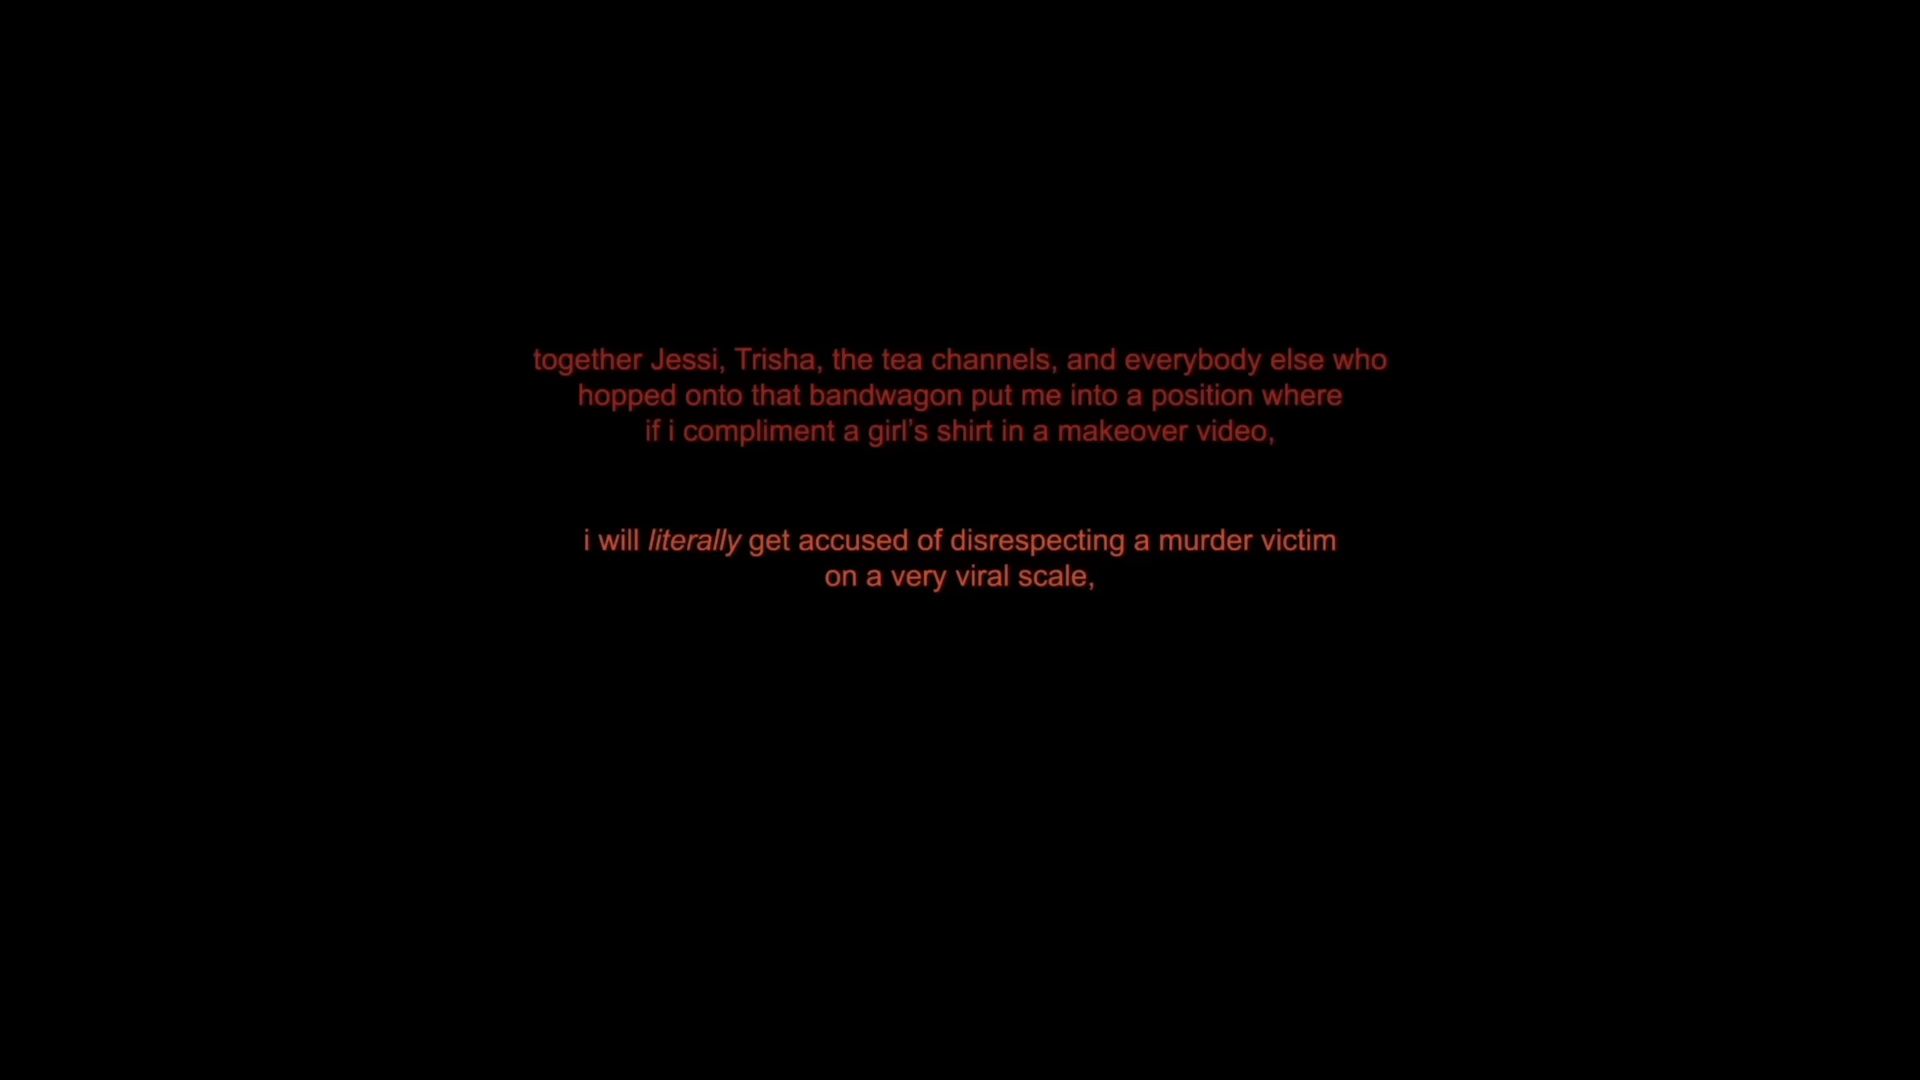 together Jessi, Trisha, the tea channels, and everybody else who
hopped onto that bandwagon put me into a position where
if i compliment a girl's shirt in a makeover video,
i will literally get accused of disrespecting a murder victim
on a very viral scale,